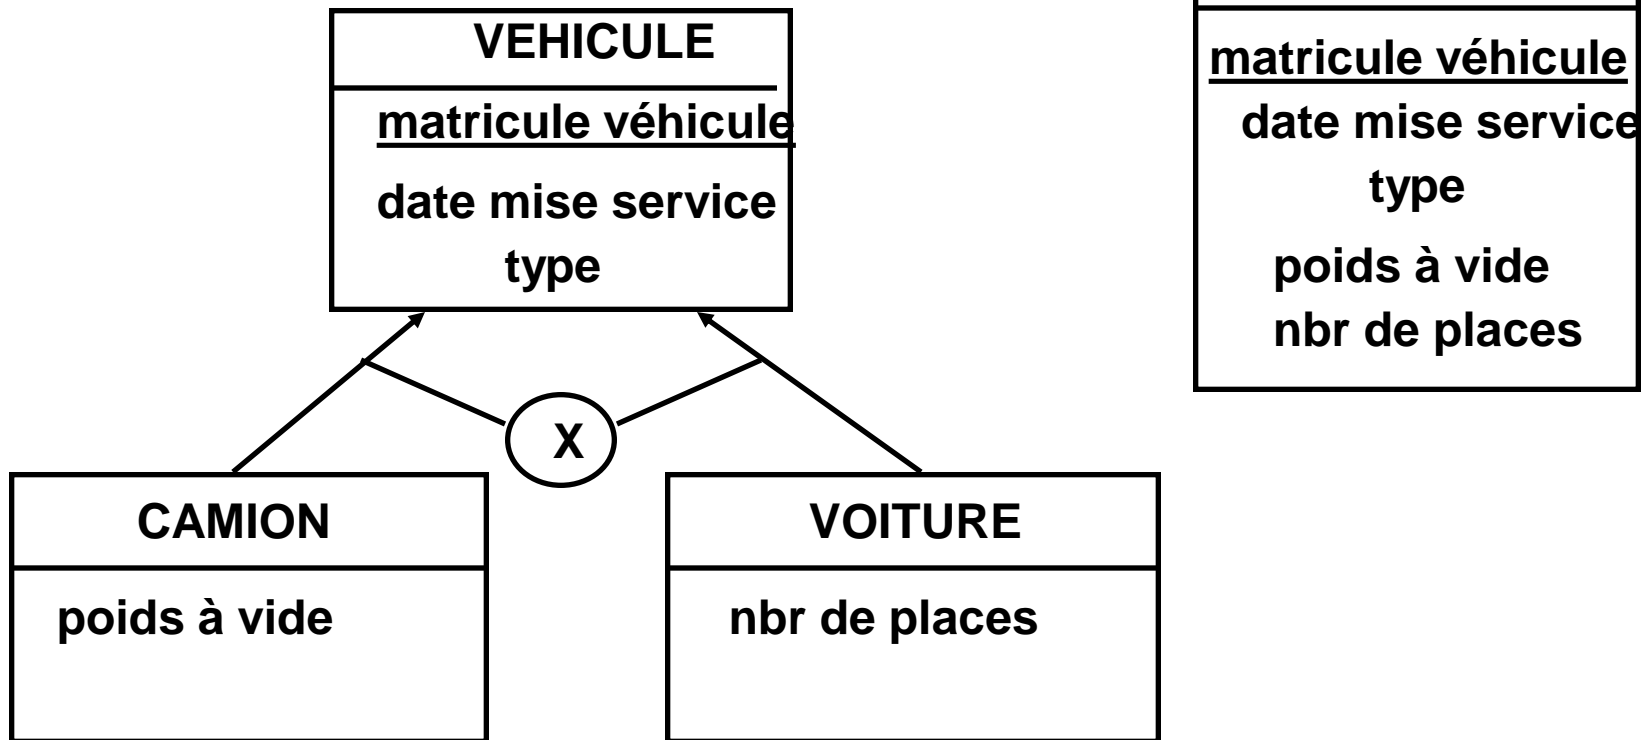 VEHICULE
matricule véhicule
date mise service
type
X
CAMION
poids à vide
VOITURE
nbr de places
matricule véhicule
date mise service
type
poids à vide
nbr de places